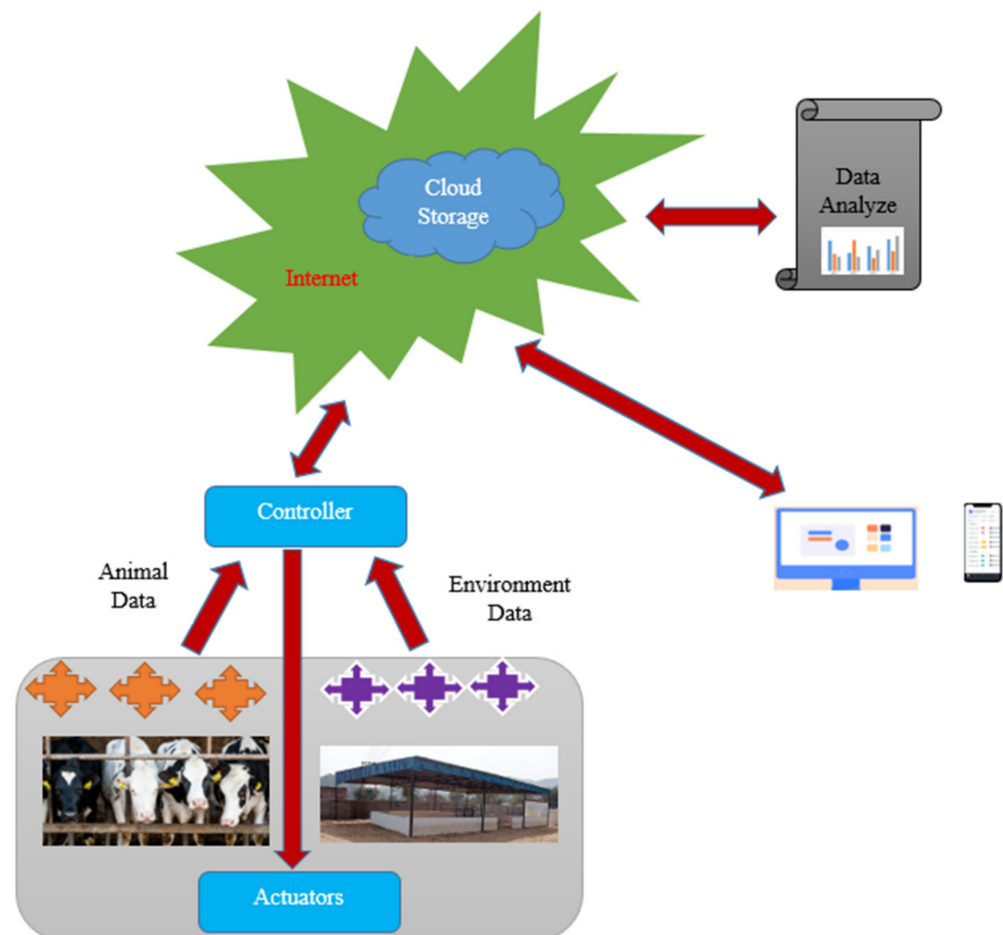 Cloud
Storage
Internet
Data
Analyze
Controller
Animal
Data
Environment
Data
Actuators